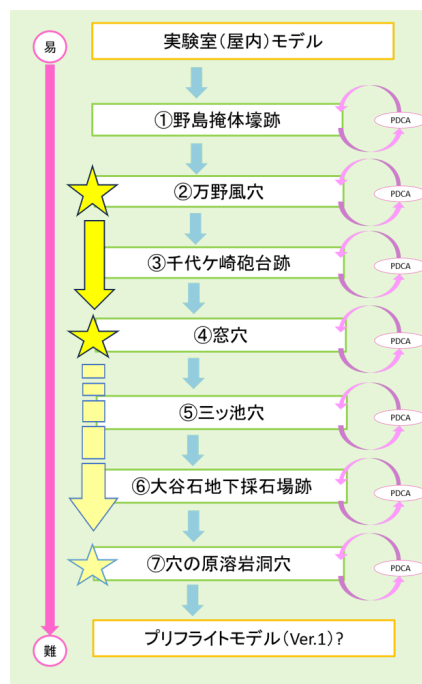 易
実験室(屋内)モデル
①野島掩体壕跡
PDCA
②万野風穴
PDCA
③千代ケ崎砲台跡
PDCA
④窓穴
PDCA
⑤三ッ池穴
PDCA
⑥大谷石地下採石場跡
PDCA
⑦穴の原溶岩洞穴
PDCA
難
プリフライトモデル(Ver.1)?